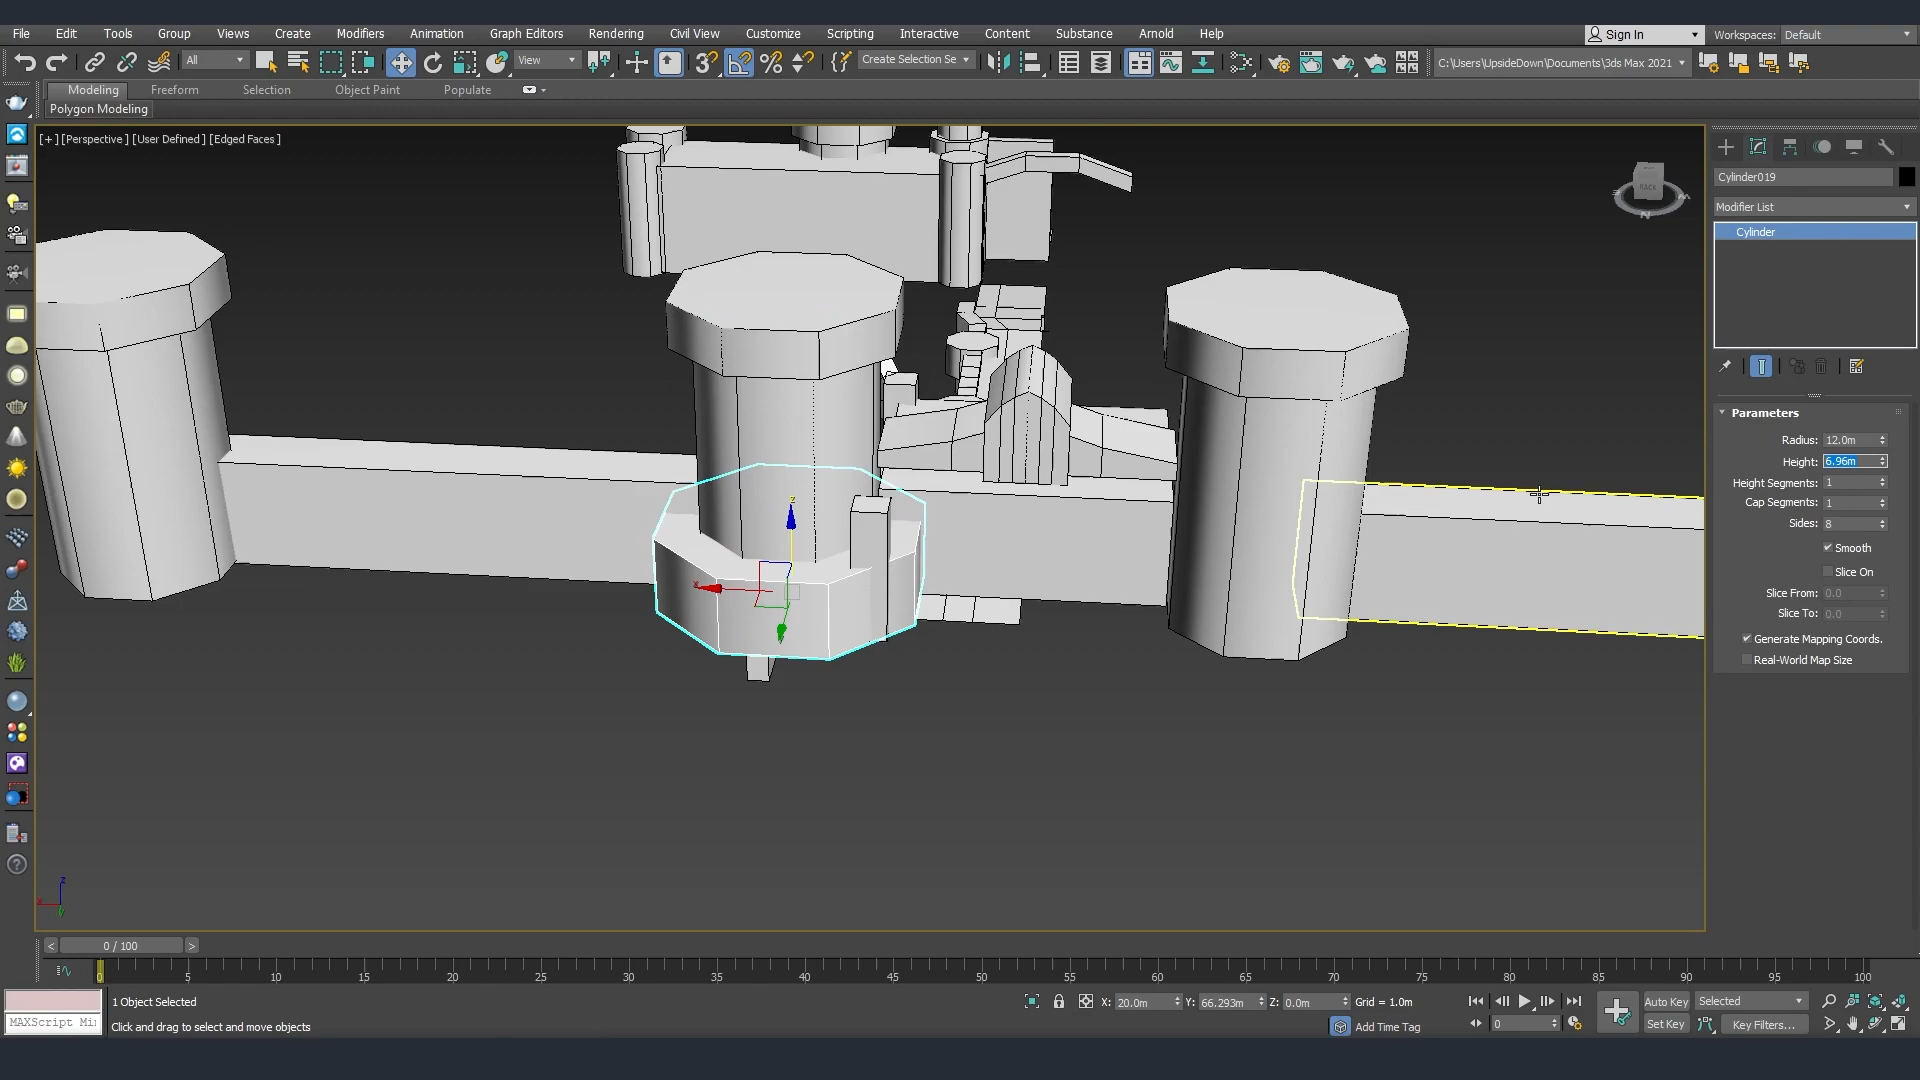 File Edit Tools Group Views Create Modifiers Animation Graph Editors Rendering Civil View Customize Scripting Interactive Content Substance Arnold Help Sign In Workspaces: Default
All View Create Selection Se C:\Users\UpsideDown\Documents\3ds Max 2021
Modeling Freeform Selection Object Paint Populate
Polygon Modeling
[+] [Perspective] [User Defined] [Edged Faces]
BACK
N
Cylinder019
Modifier List
Cylinder
Parameters
Radius: 12.0m
Height: 6.96m
Height Segments: 1
Cap Segments: 1
Sides: 8
Smooth
Slice On
Slice From: 0.0
Slice To: 0.0
Generate Mapping Coords.
Real-World Map Size
z
x
z
x
y
< 0 / 100 >
0 5 10 15 20 25 30 35 40 45 50 55 60 65 70 75 80 85 90 95 100
1 Object Selected X: 20.0m Y: 66.293m Z: 0.0m Grid = 1.0m Auto Key Selected
MAXScript Mi Click and drag to select and move objects Add Time Tag 0 Set Key Key Filters...